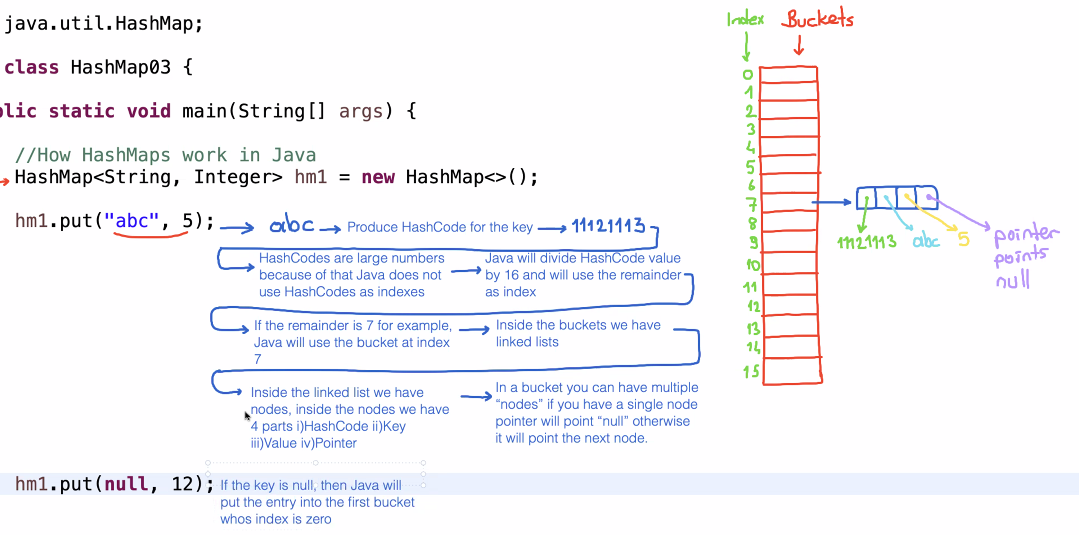 java.util.HashMap;
class HashMap03 {
blic static void main(String[] args) {
//How HashMaps work in Java
HashMap<String, Integer> hm1 = new HashMap<>();
hm1.put("abc", 5);
abc
Produce HashCode for the key
11121113
HashCodes are large numbers
because of that Java does not
use HashCodes as indexes
Java will divide HashCode value
by 16 and will use the remainder
as index
If the remainder is 7 for example,
Java will use the bucket at index
7
Inside the buckets we have
linked lists
Inside the linked list we have
nodes, inside the nodes we have
4 parts i)HashCode ii)Key
iii)Value iv)Pointer
In a bucket you can have multiple
“nodes” if you have a single node
pointer will point “null” otherwise
it will point the next node.
hm1.put(null, 12);
If the key is null, then Java will
put the entry into the first bucket
whos index is zero
Index
Buckets
0
1
2
3
4
5
6
7
8
9
10
11
12
13
14
15
11121113
abc
5
pointer
points
null